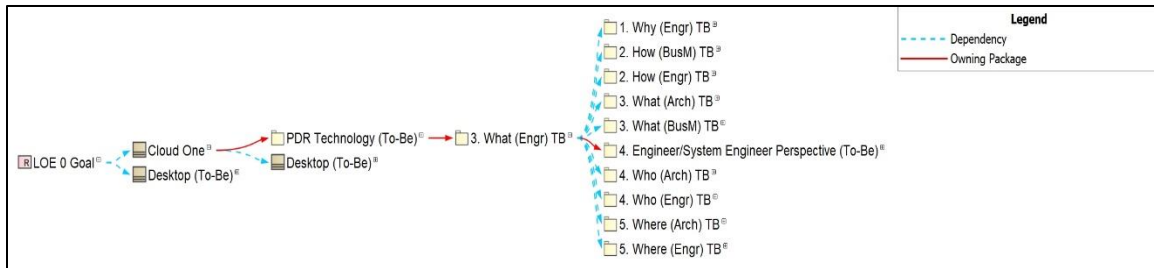 Legend
Dependency
Owning Package
1. Why (Engr) TB
2. How (BusM) TB
2. How (Engr) TB
3. What (Arch) TB
3. What (BusM) TB
4. Engineer/System Engineer Perspective (To-Be)
4. Who (Arch) TB
4. Who (Engr) TB
5. Where (Arch) TB
5. Where (Engr) TB
PDR Technology (To-Be)
3. What (Engr) TB
Cloud One
Desktop (To-Be)
R LOE 0 Goal
Desktop (To-Be)